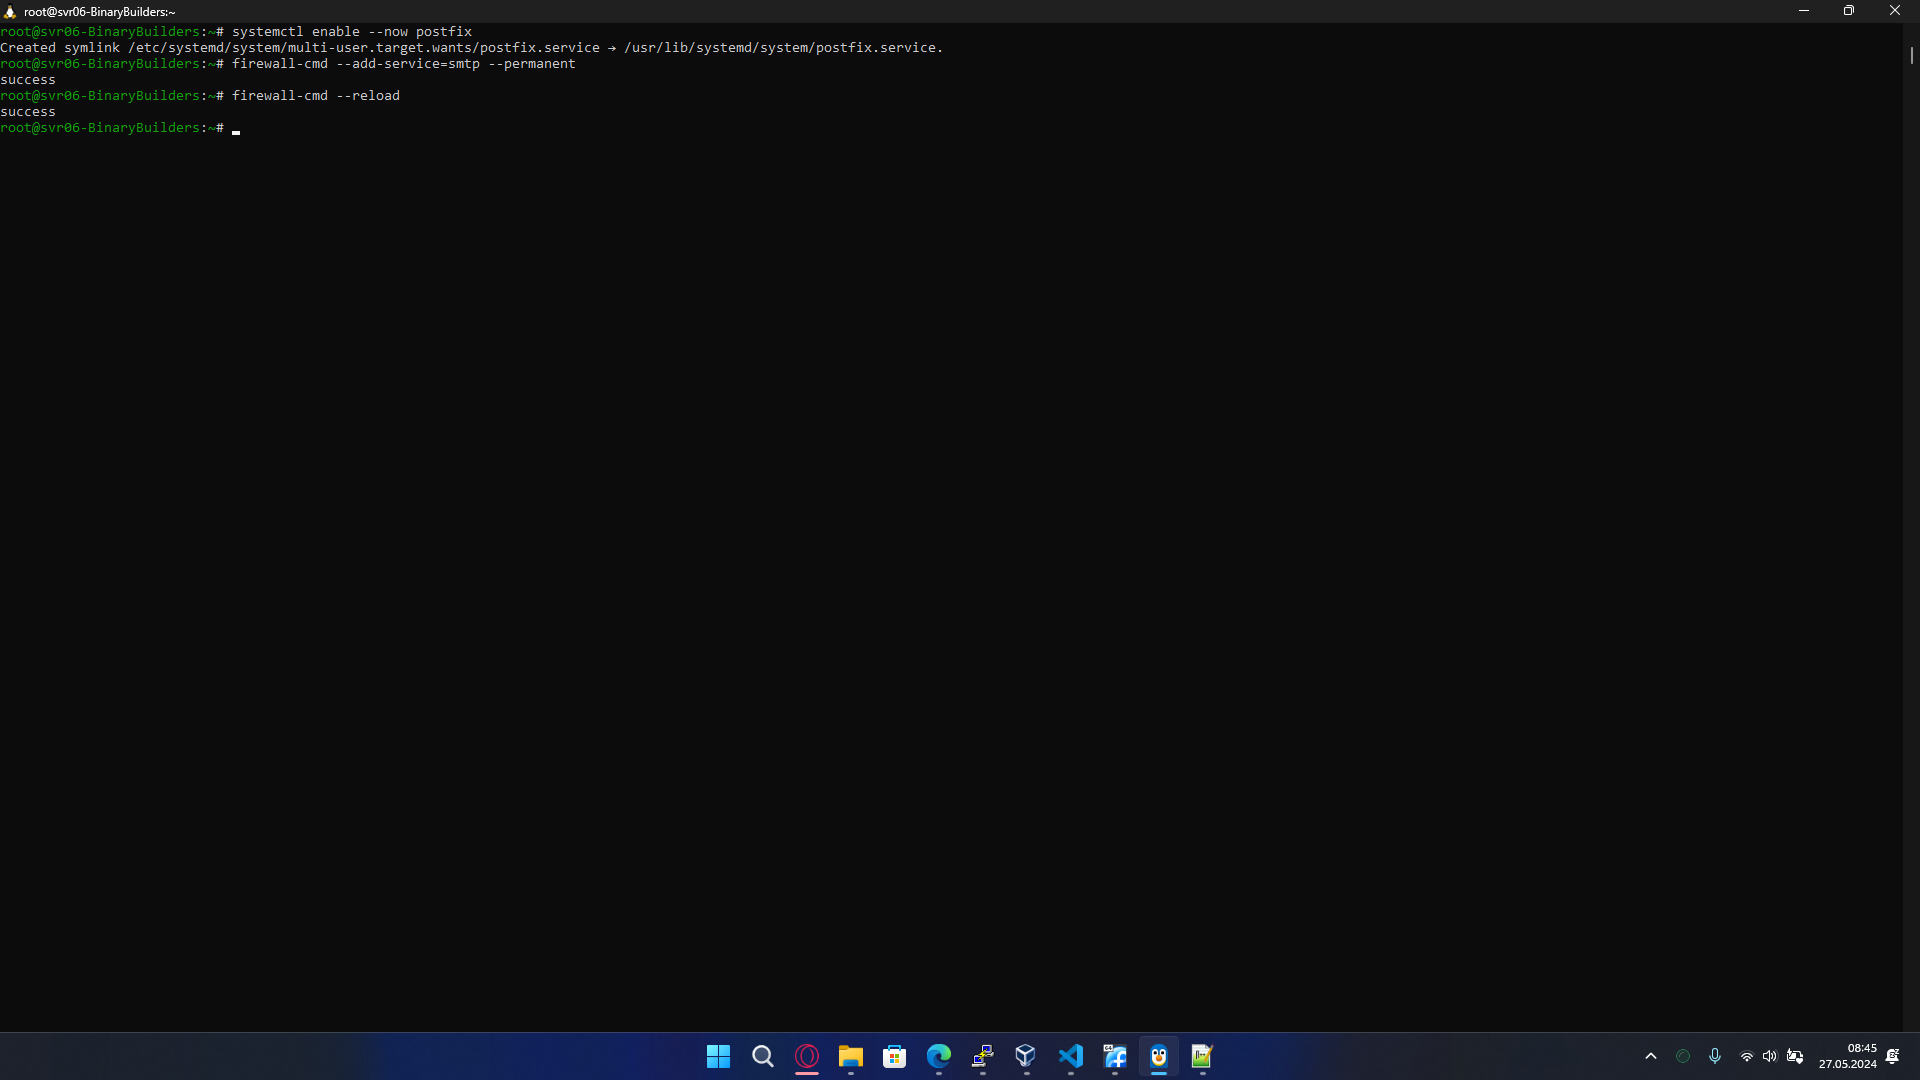 root@svr06-BinaryBuilders:~
root@svr06-BinaryBuilders:~# systemctl enable --now postfix
Created symlink /etc/systemd/system/multi-user.target.wants/postfix.service → /usr/lib/systemd/system/postfix.service.
root@svr06-BinaryBuilders:~# firewall-cmd --add-service=smtp --permanent
success
root@svr06-BinaryBuilders:~# firewall-cmd --reload
success
root@svr06-BinaryBuilders:~#
08:45
27.05.2024